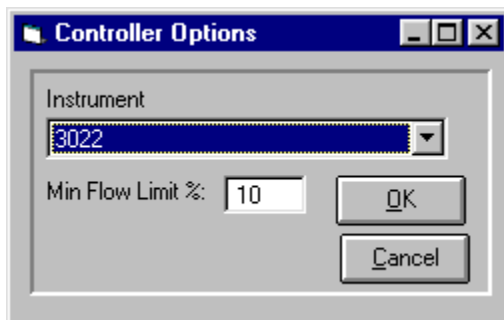 Controller Options
Instrument
3022
Min Flow Limit %: 10
OK
Cancel